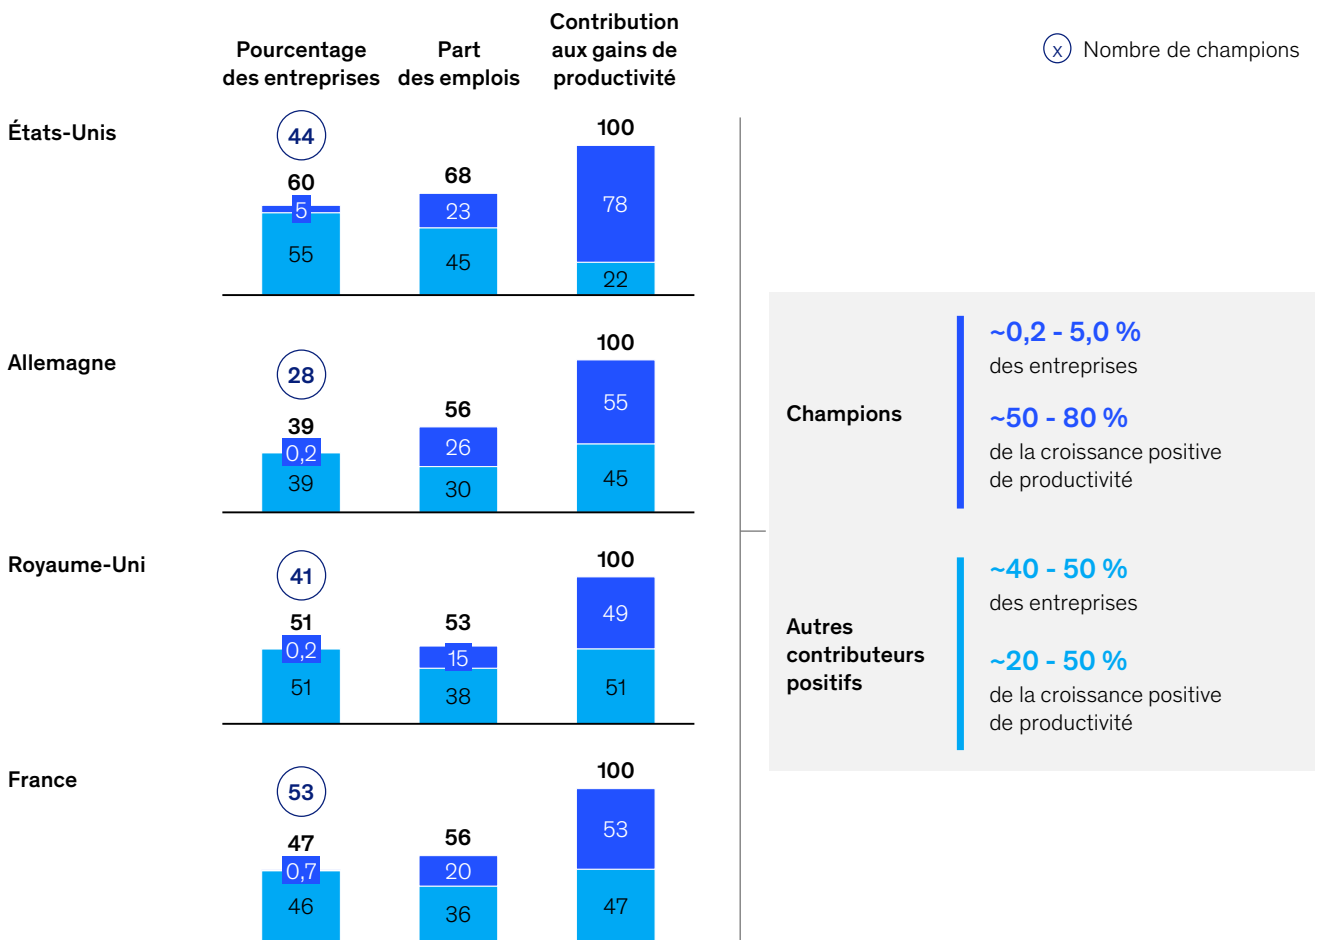 Pourcentage
des entreprises
Part
des emplois
Contribution
aux gains de
productivité
x Nombre de champions
États-Unis
44
60
5
55
68
23
45
100
78
22
Allemagne
28
39
0,2
39
56
26
30
100
55
45
Royaume-Uni
41
51
0,2
51
53
15
38
100
49
51
France
53
47
0,7
46
56
20
36
100
53
47
Champions
~0,2 - 5,0 %
des entreprises
~50 - 80 %
de la croissance positive
de productivité
Autres
contributeurs
positifs
~40 - 50 %
des entreprises
~20 - 50 %
de la croissance positive
de productivité